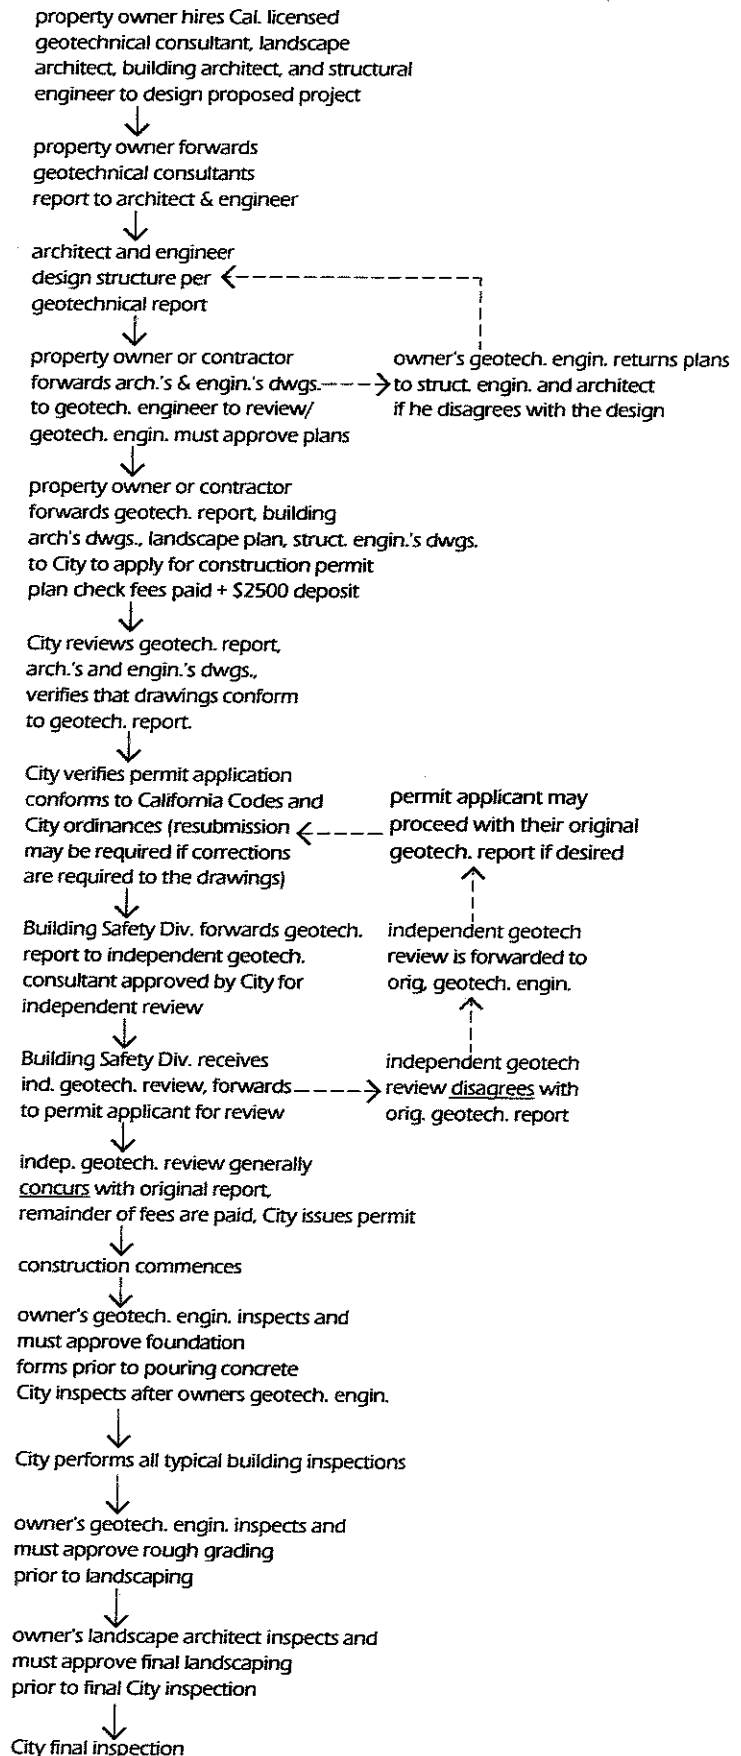 property owner hires Cal. licensed
geotechnical consultant, landscape
architect, building architect, and structural
engineer to design proposed project
property owner forwards
geotechnical consultants
report to architect & engineer
architect and engineer
design structure per
geotechnical report
property owner or contractor
forwards arch.'s & engin.'s dwgs.
to geotech. engineer to review/
geotech. engin. must approve plans
owner's geotech. engin. returns plans
to struct. engin. and architect
if he disagrees with the design
property owner or contractor
forwards geotech. report, building
arch's dwgs., landscape plan, struct. engin.'s dwgs.
to City to apply for construction permit
plan check fees paid + $2500 deposit
City reviews geotech. report,
arch.'s and engin.'s dwgs.,
verifies that drawings conform
to geotech. report.
City verifies permit application
conforms to California Codes and
City ordinances (resubmission
may be required if corrections
are required to the drawings)
permit applicant may
proceed with their original
geotech. report if desired
Building Safety Div. forwards geotech.
report to independent geotech.
consultant approved by City for
independent review
independent geotech
review is forwarded to
orig. geotech. engin.
Building Safety Div. receives
ind. geotech. review, forwards
to permit applicant for review
independent geotech
review disagrees with
orig. geotech. report
indep. geotech. review generally
concurs with original report,
remainder of fees are paid, City issues permit
construction commences
owner's geotech. engin. inspects and
must approve foundation
forms prior to pouring concrete
City inspects after owners geotech. engin.
City performs all typical building inspections
owner's geotech. engin. inspects and
must approve rough grading
prior to landscaping
owner's landscape architect inspects and
must approve final landscaping
prior to final City inspection
City final inspection